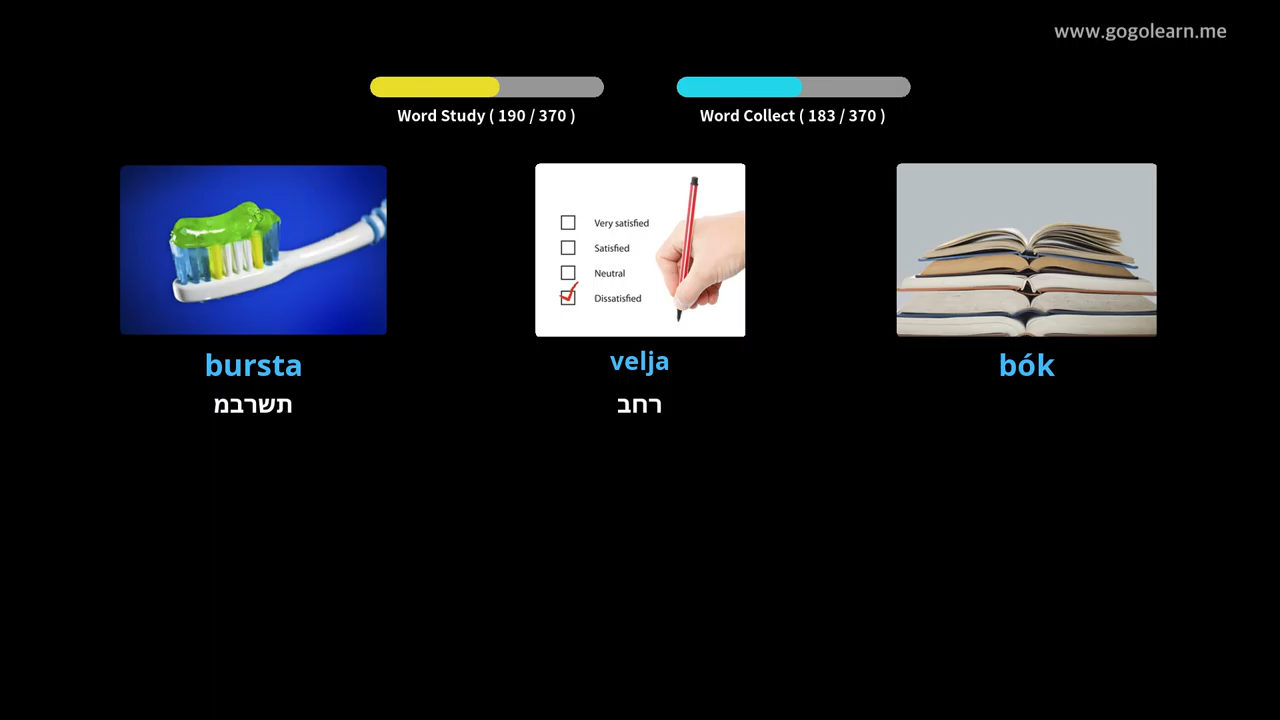 www.gogolearn.me
Word Study ( 190 / 370 )
Word Collect ( 183 / 370 )
Very satisfied
Satisfied
Neutral
Dissatisfied
bursta
velja
bók
תשרבמ
רחב